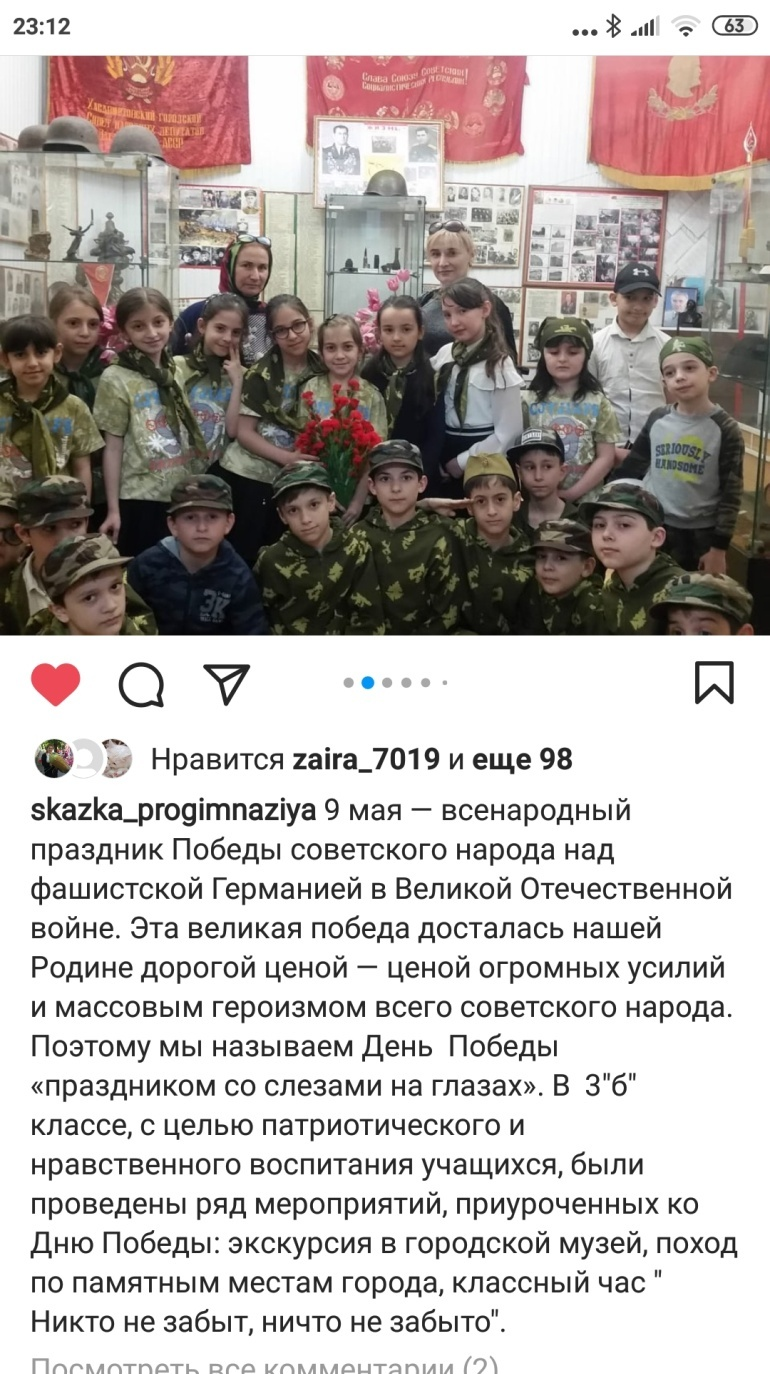 23:12
63
Хасавюртовский городской
Слава Союзу Советских
Социалистических Республик!
SERIOUSLY
HANDSOME
ЗК
Нравится zaira_7019 и еще 98
skazka_progimnaziya 9 мая — всенародный
праздник Победы советского народа над
фашистской Германией в Великой Отечественной
войне. Эта великая победа досталась нашей
Родине дорогой ценой — ценой огромных усилий
и массовым героизмом всего советского народа.
Поэтому мы называем День  Победы
«праздником со слезами на глазах». В  3"б"
классе, с целью патриотического и
нравственного воспитания учащихся, были
проведены ряд мероприятий, приуроченных ко
Дню Победы: экскурсия в городской музей, поход
по памятным местам города, классный час "
Никто не забыт, ничто не забыто".
Посмотреть все комментарии (2)